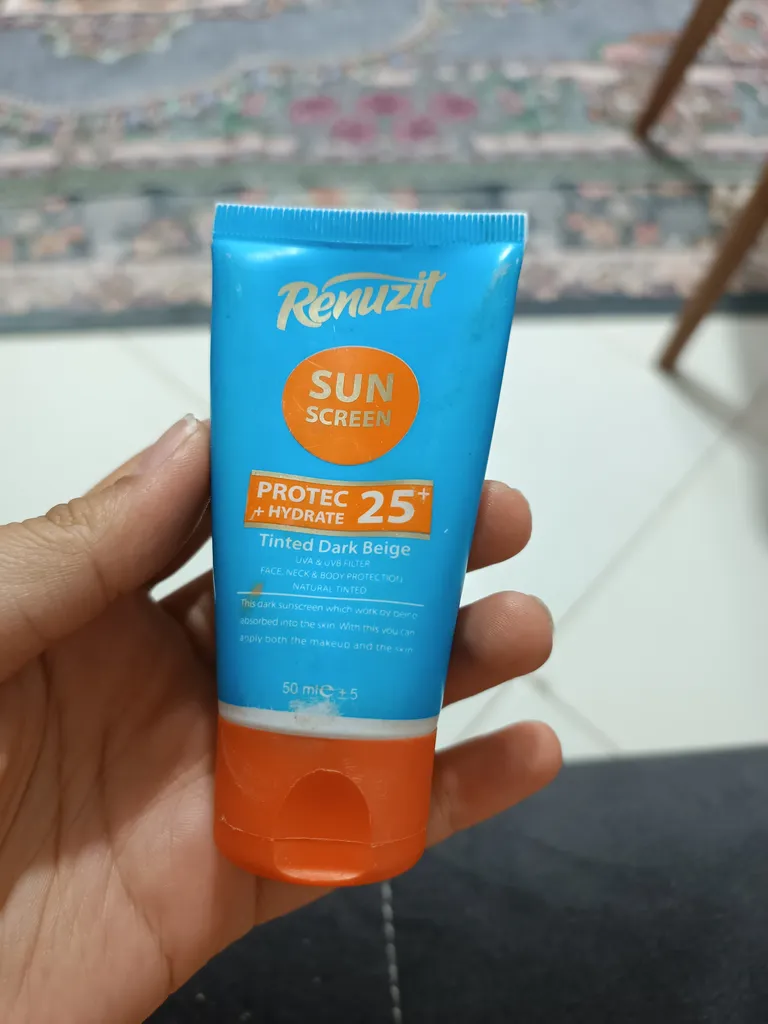 Renuzit
SUN
SCREEN
PROTEC
+ HYDRATE
25+
Tinted Dark Beige
UVA & UVB FILTER
FACE, NECK & BODY PROTECTION
NATURAL TINTED
This dark sunscreen which work by being
absorbed into the skin. With this you can
apply both the makeup and the skin
50 ml℮ ± 5